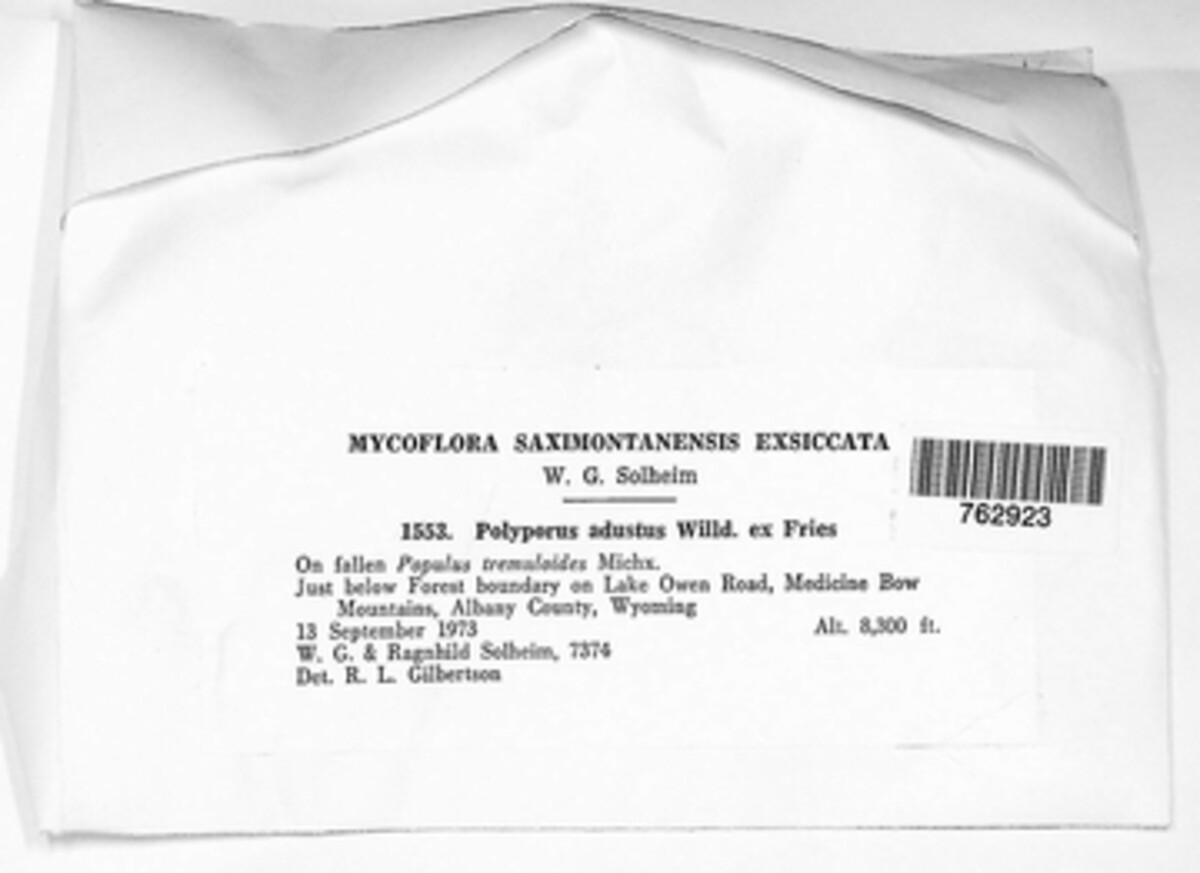 MYCOFLORA SAXIMONTANENSIS EXSICCATA
W. G. Solheim
762923
1553. Polyporus adustus Willd. ex Fries
On fallen Populus tremuloides Michx.
Just below Forest boundary on Lake Owen Road, Medicine Bow
Mountains, Albany County, Wyoming
13 September 1973 Alt. 8,300 ft.
W. G. & Ragnhild Solheim, 7374
Det. R. L. Gilbertson